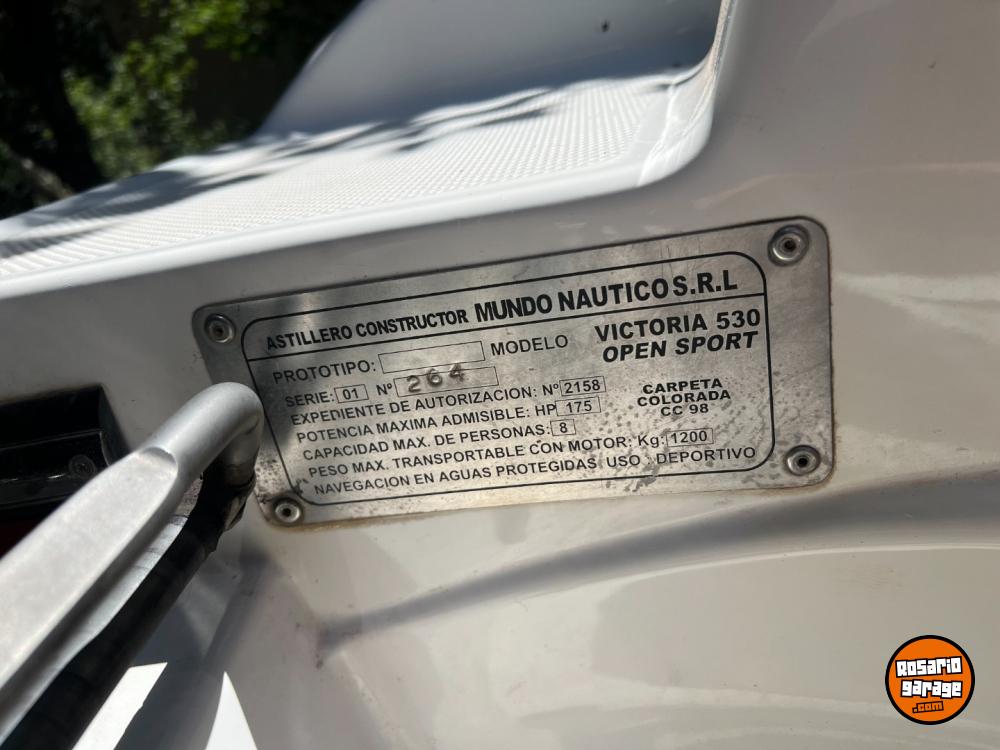 ASTILLERO CONSTRUCTOR MUNDO NAUTICO S.R.L
PROTOTIPO: MODELO VICTORIA 530
OPEN SPORT
SERIE: 01 Nº 264
EXPEDIENTE DE AUTORIZACION: Nº 2158
POTENCIA MAXIMA ADMISIBLE: HP 175
CAPACIDAD MAX. DE PERSONAS: 8
CARPETA
COLORADA
CC 98
PESO MAX. TRANSPORTABLE CON MOTOR: Kg: 1200
NAVEGACION EN AGUAS PROTEGIDAS USO DEPORTIVO
Rosario
garage
.com